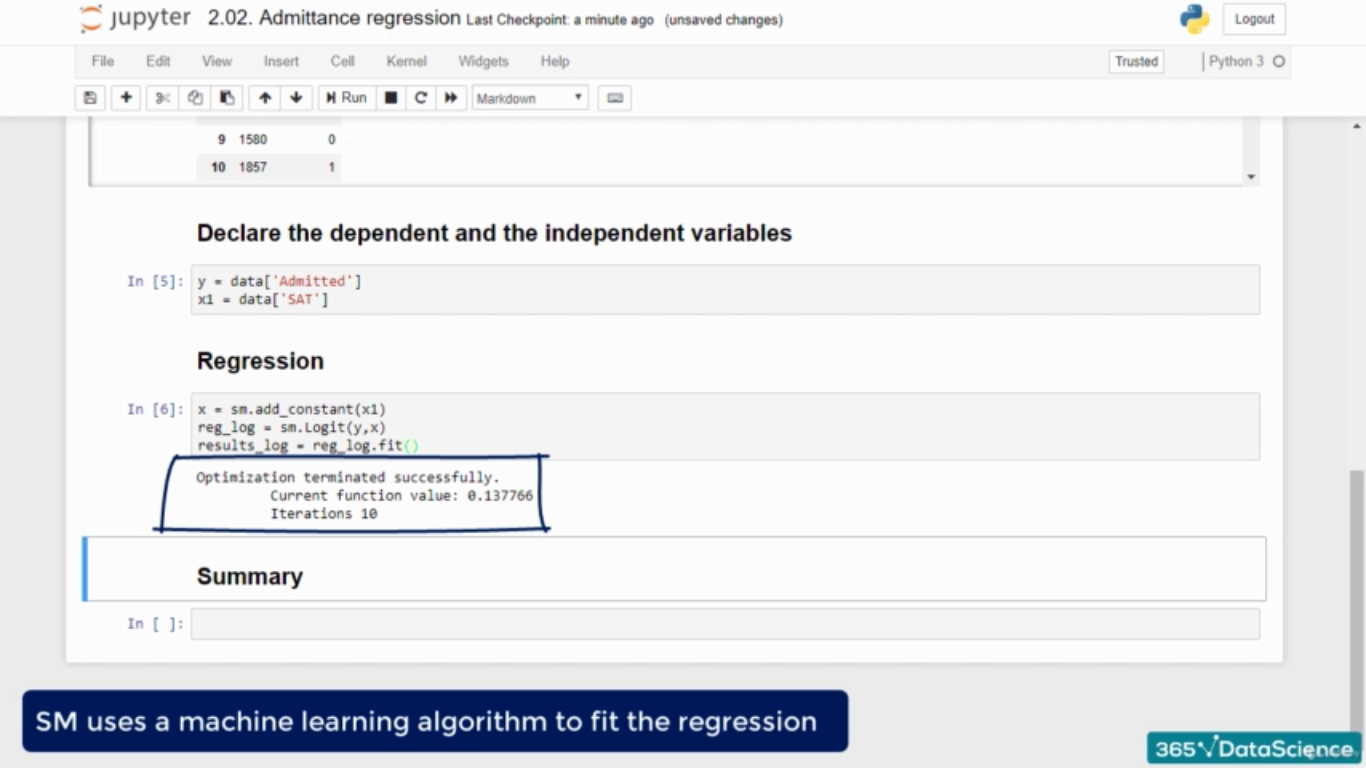 jupyter 2.02. Admittance regression Last Checkpoint: a minute ago (unsaved changes)
Logout
File Edit View Insert Cell Kernel Widgets Help
Trusted
Python 3
Run
Markdown
9 1580 0
10 1857 1
Declare the dependent and the independent variables
In [5]: y = data['Admitted']
x1 = data['SAT']
Regression
In [6]: x = sm.add_constant(x1)
reg_log = sm.Logit(y,x)
results_log = reg_log.fit()
Optimization terminated successfully.
Current function value: 0.137766
Iterations 10
Summary
In [ ]:
SM uses a machine learning algorithm to fit the regression
365 DataScience